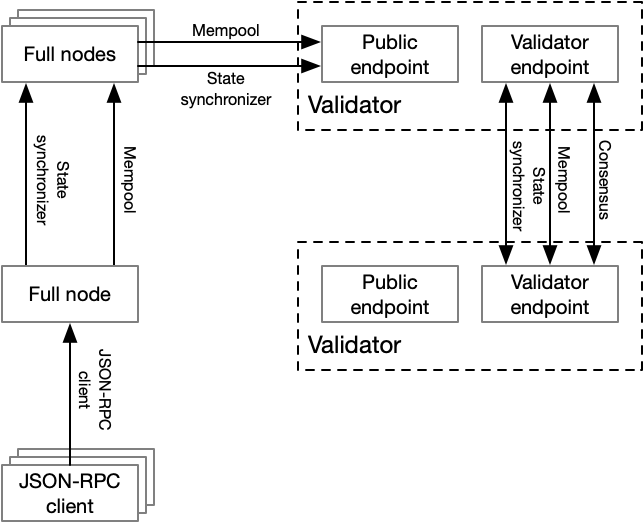 Full nodes
Mempool
State
synchronizer
Public
endpoint
Validator
endpoint
Validator
State
synchronizer
Mempool
State
synchronizer
Mempool
Consensus
Full node
Public
endpoint
Validator
endpoint
Validator
JSON-RPC
client
JSON-RPC
client